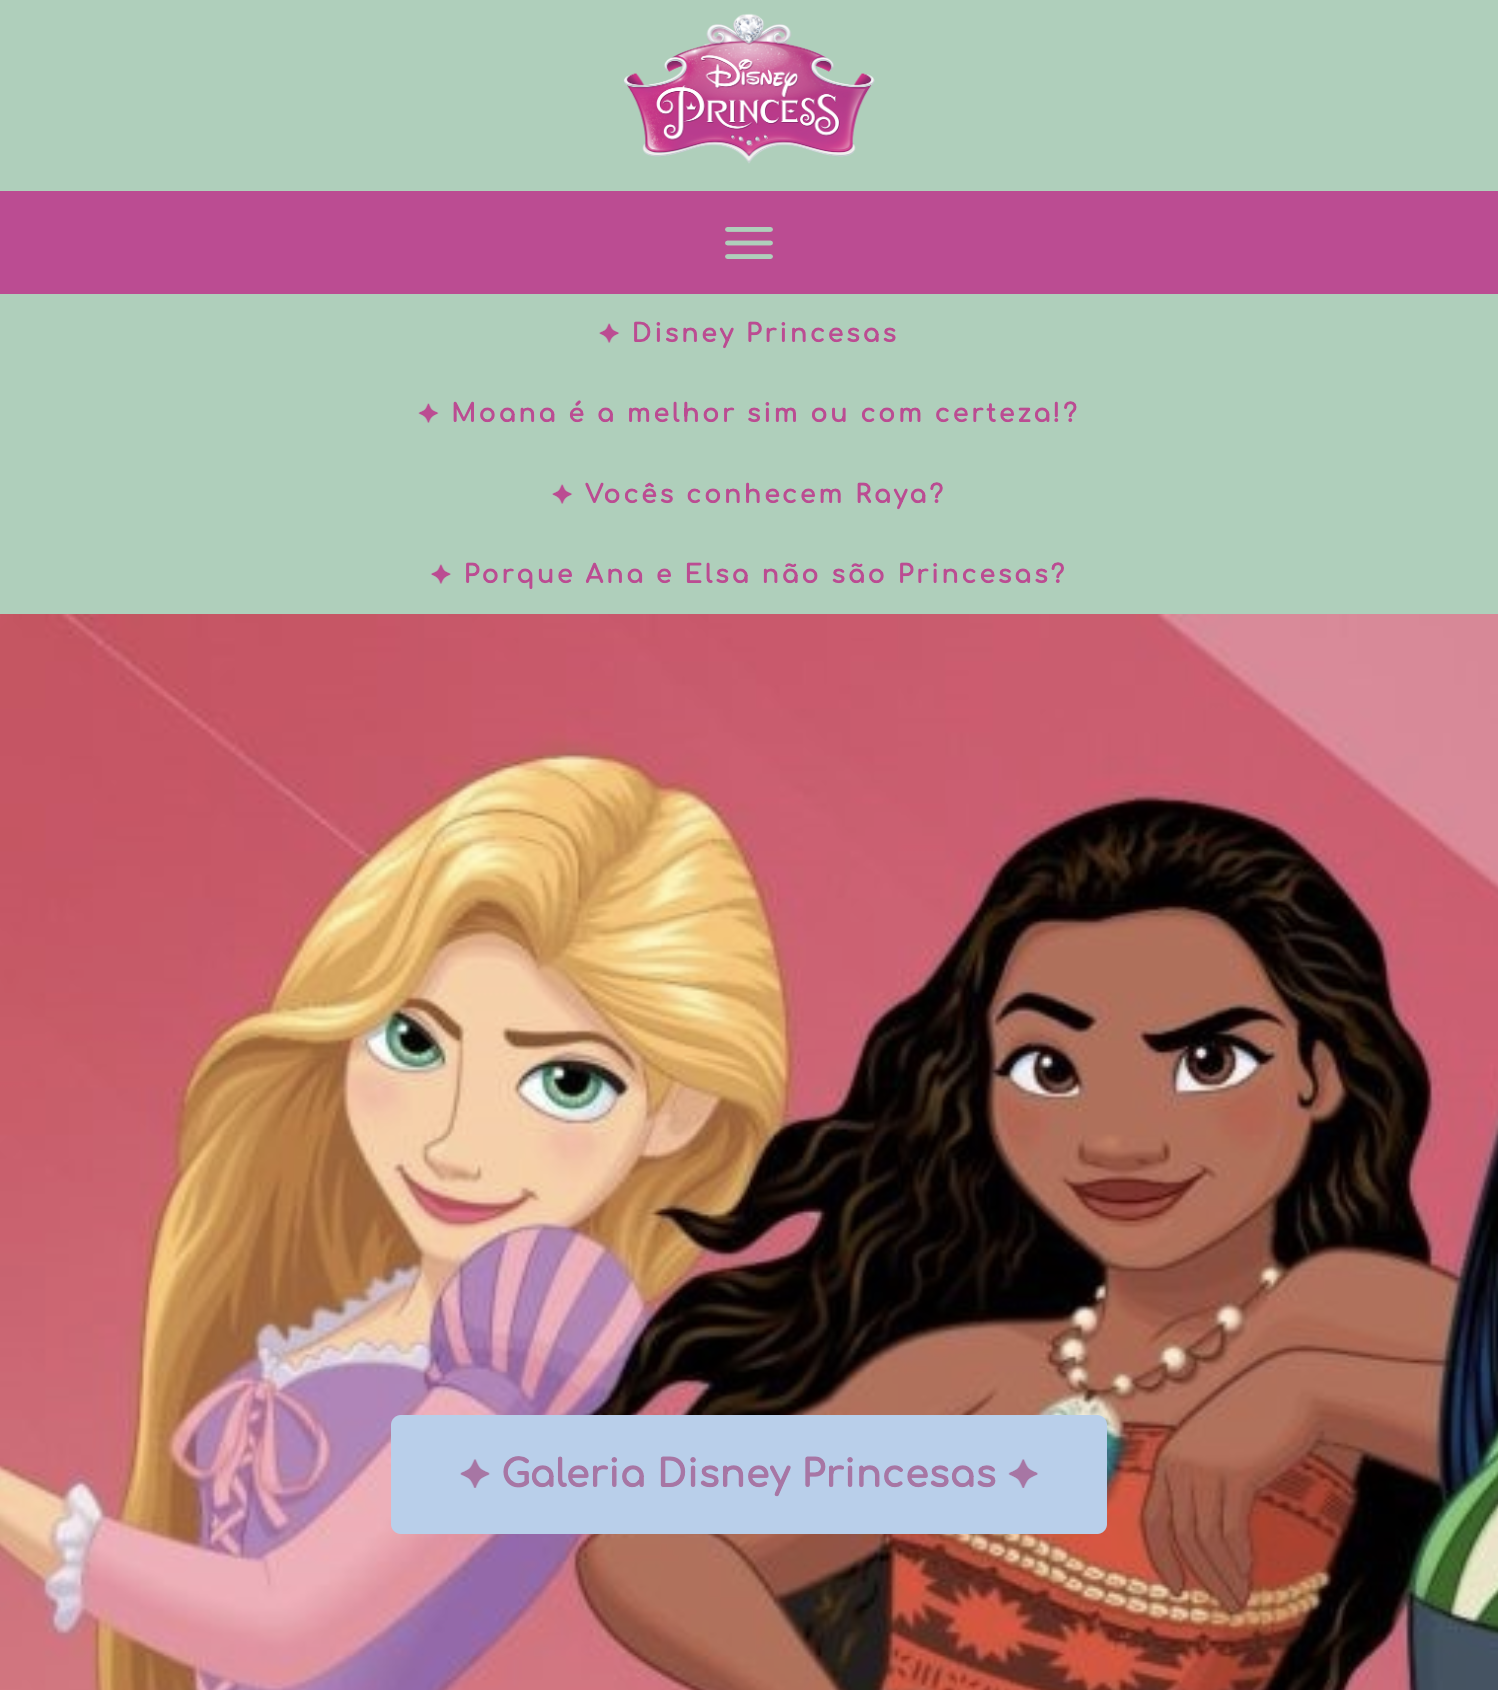 Disney
Princess
✦ Disney Princesas
✦ Moana é a melhor sim ou com certeza!?
✦ Vocês conhecem Raya?
✦ Porque Ana e Elsa não são Princesas?
✦ Galeria Disney Princesas ✦